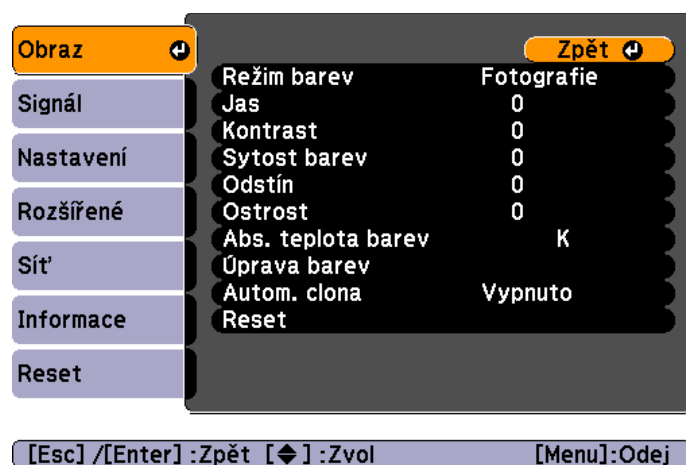 Obraz
Signál
Nastavení
Rozšířené
Síť
Informace
Reset
Zpět
Režim barev Fotografie
Jas 0
Kontrast 0
Sytost barev 0
Odstín 0
Ostrost 0
Abs. teplota barev K
Úprava barev
Autom. clona Vypnuto
Reset
[Esc] /[Enter] :Zpět [◆] :Zvol [Menu]:Odej